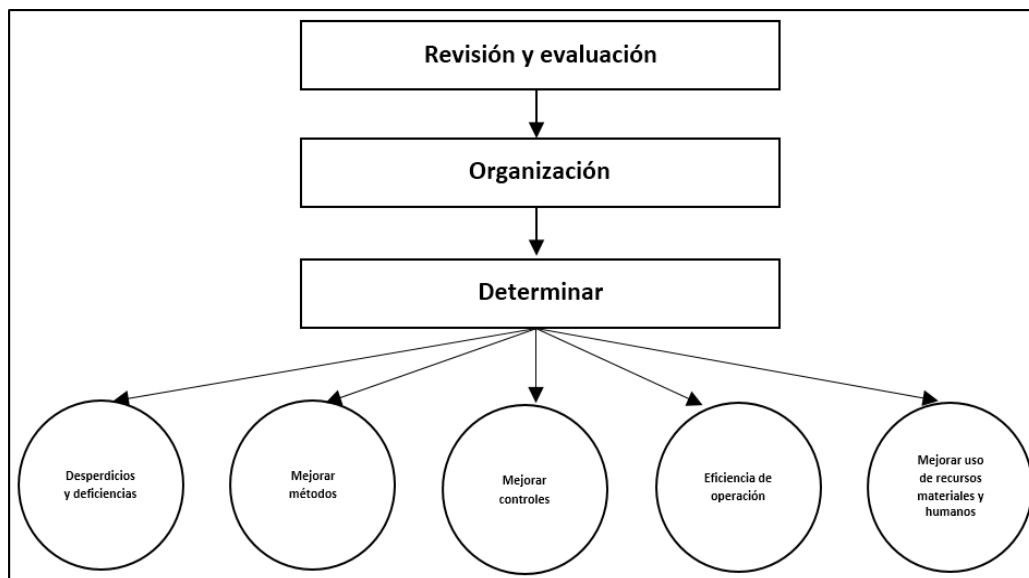 Revisión y evaluación
Organización
Determinar
Desperdicios
y deficiencias
Mejorar
métodos
Mejorar
controles
Eficiencia de
operación
Mejorar uso
de recursos
materiales y
humanos